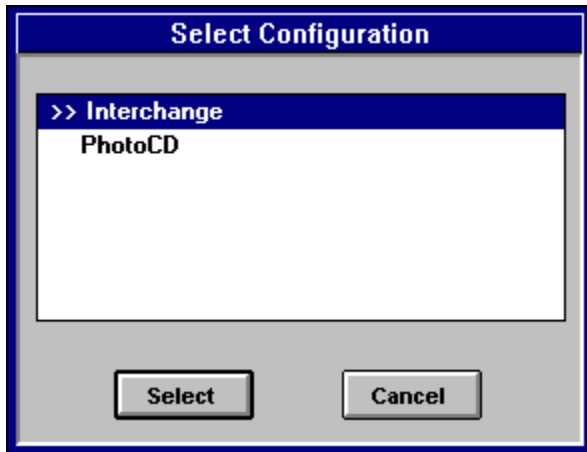 Select Configuration
>> Interchange
PhotoCD
Select
Cancel